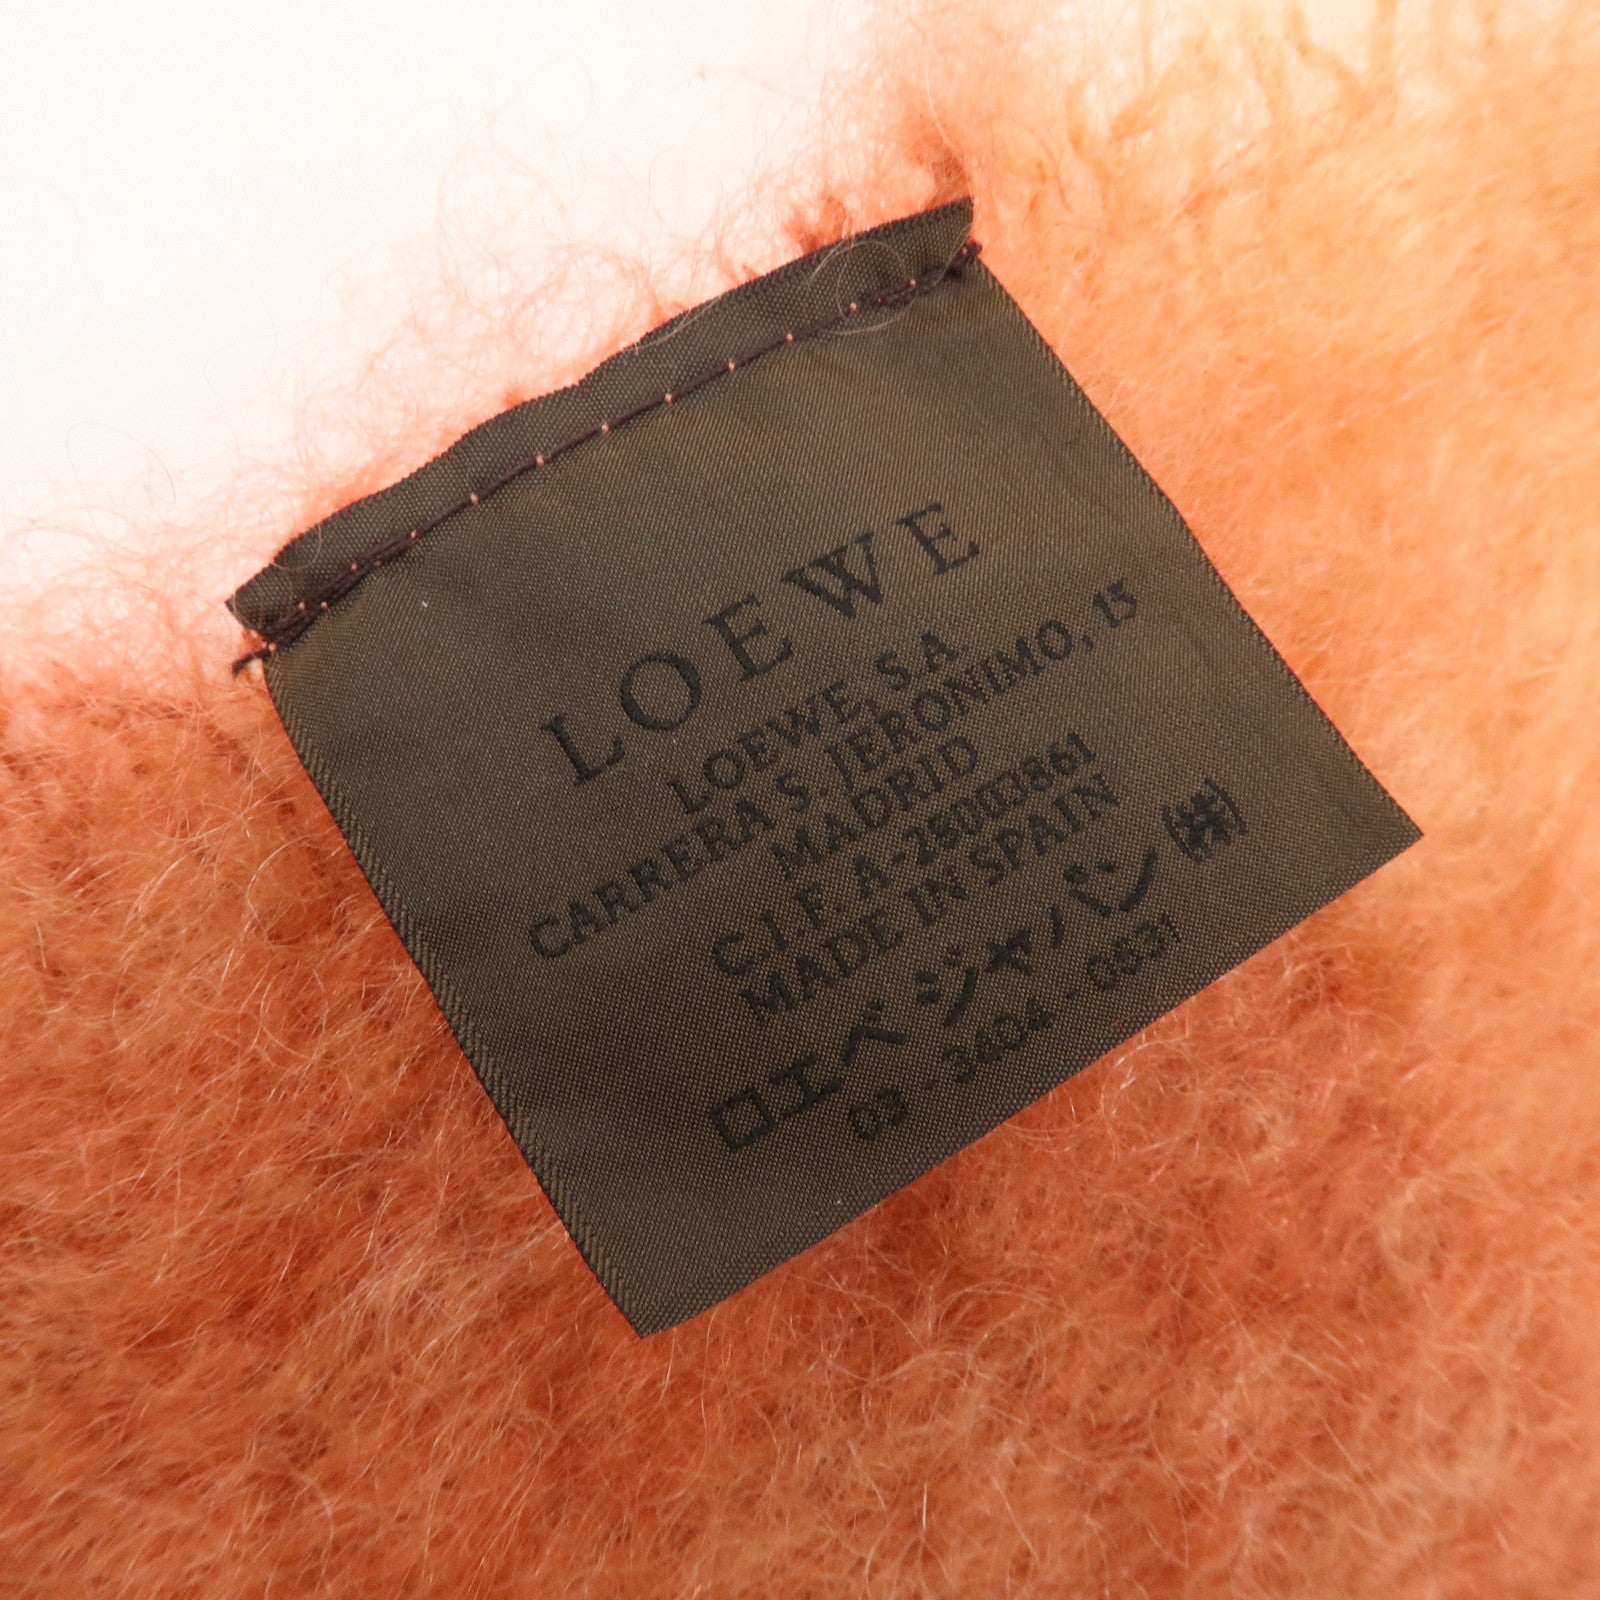 LOEWE
LOEWE, S.A
CARRERA S. JERONIMO, 15
MADRID
C.I.F. A-28003861
MADE IN SPAIN
ロエベジャパン㈱
03-3404-0631